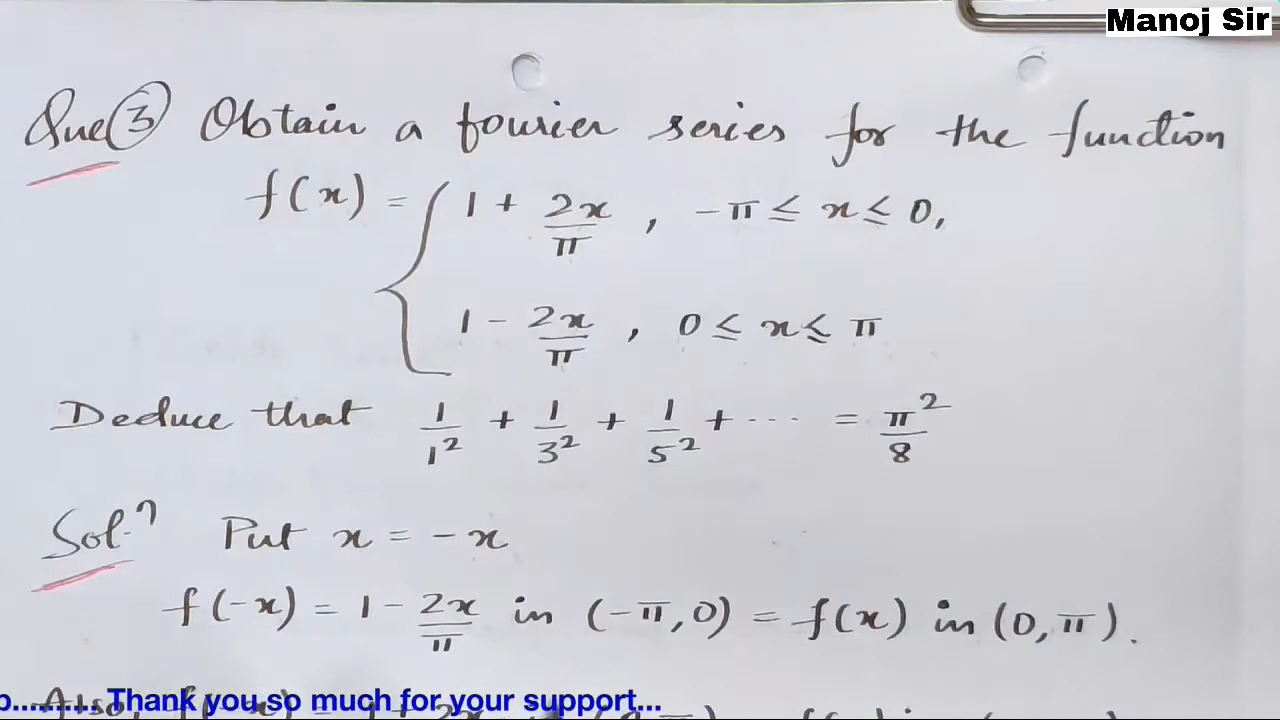 Manoj Sir
Que ③ Obtain a fourier series for the function
f(x) = { 1 + 2x/π , -π ≤ x ≤ 0,
1 - 2x/π , 0 ≤ x ≤ π
Deduce that 1/1² + 1/3² + 1/5² + ··· = π²/8
Sol.ⁿ Put x = -x
f(-x) = 1 - 2x/π in (-π, 0) = f(x) in (0, π).
Thank you so much for your support...